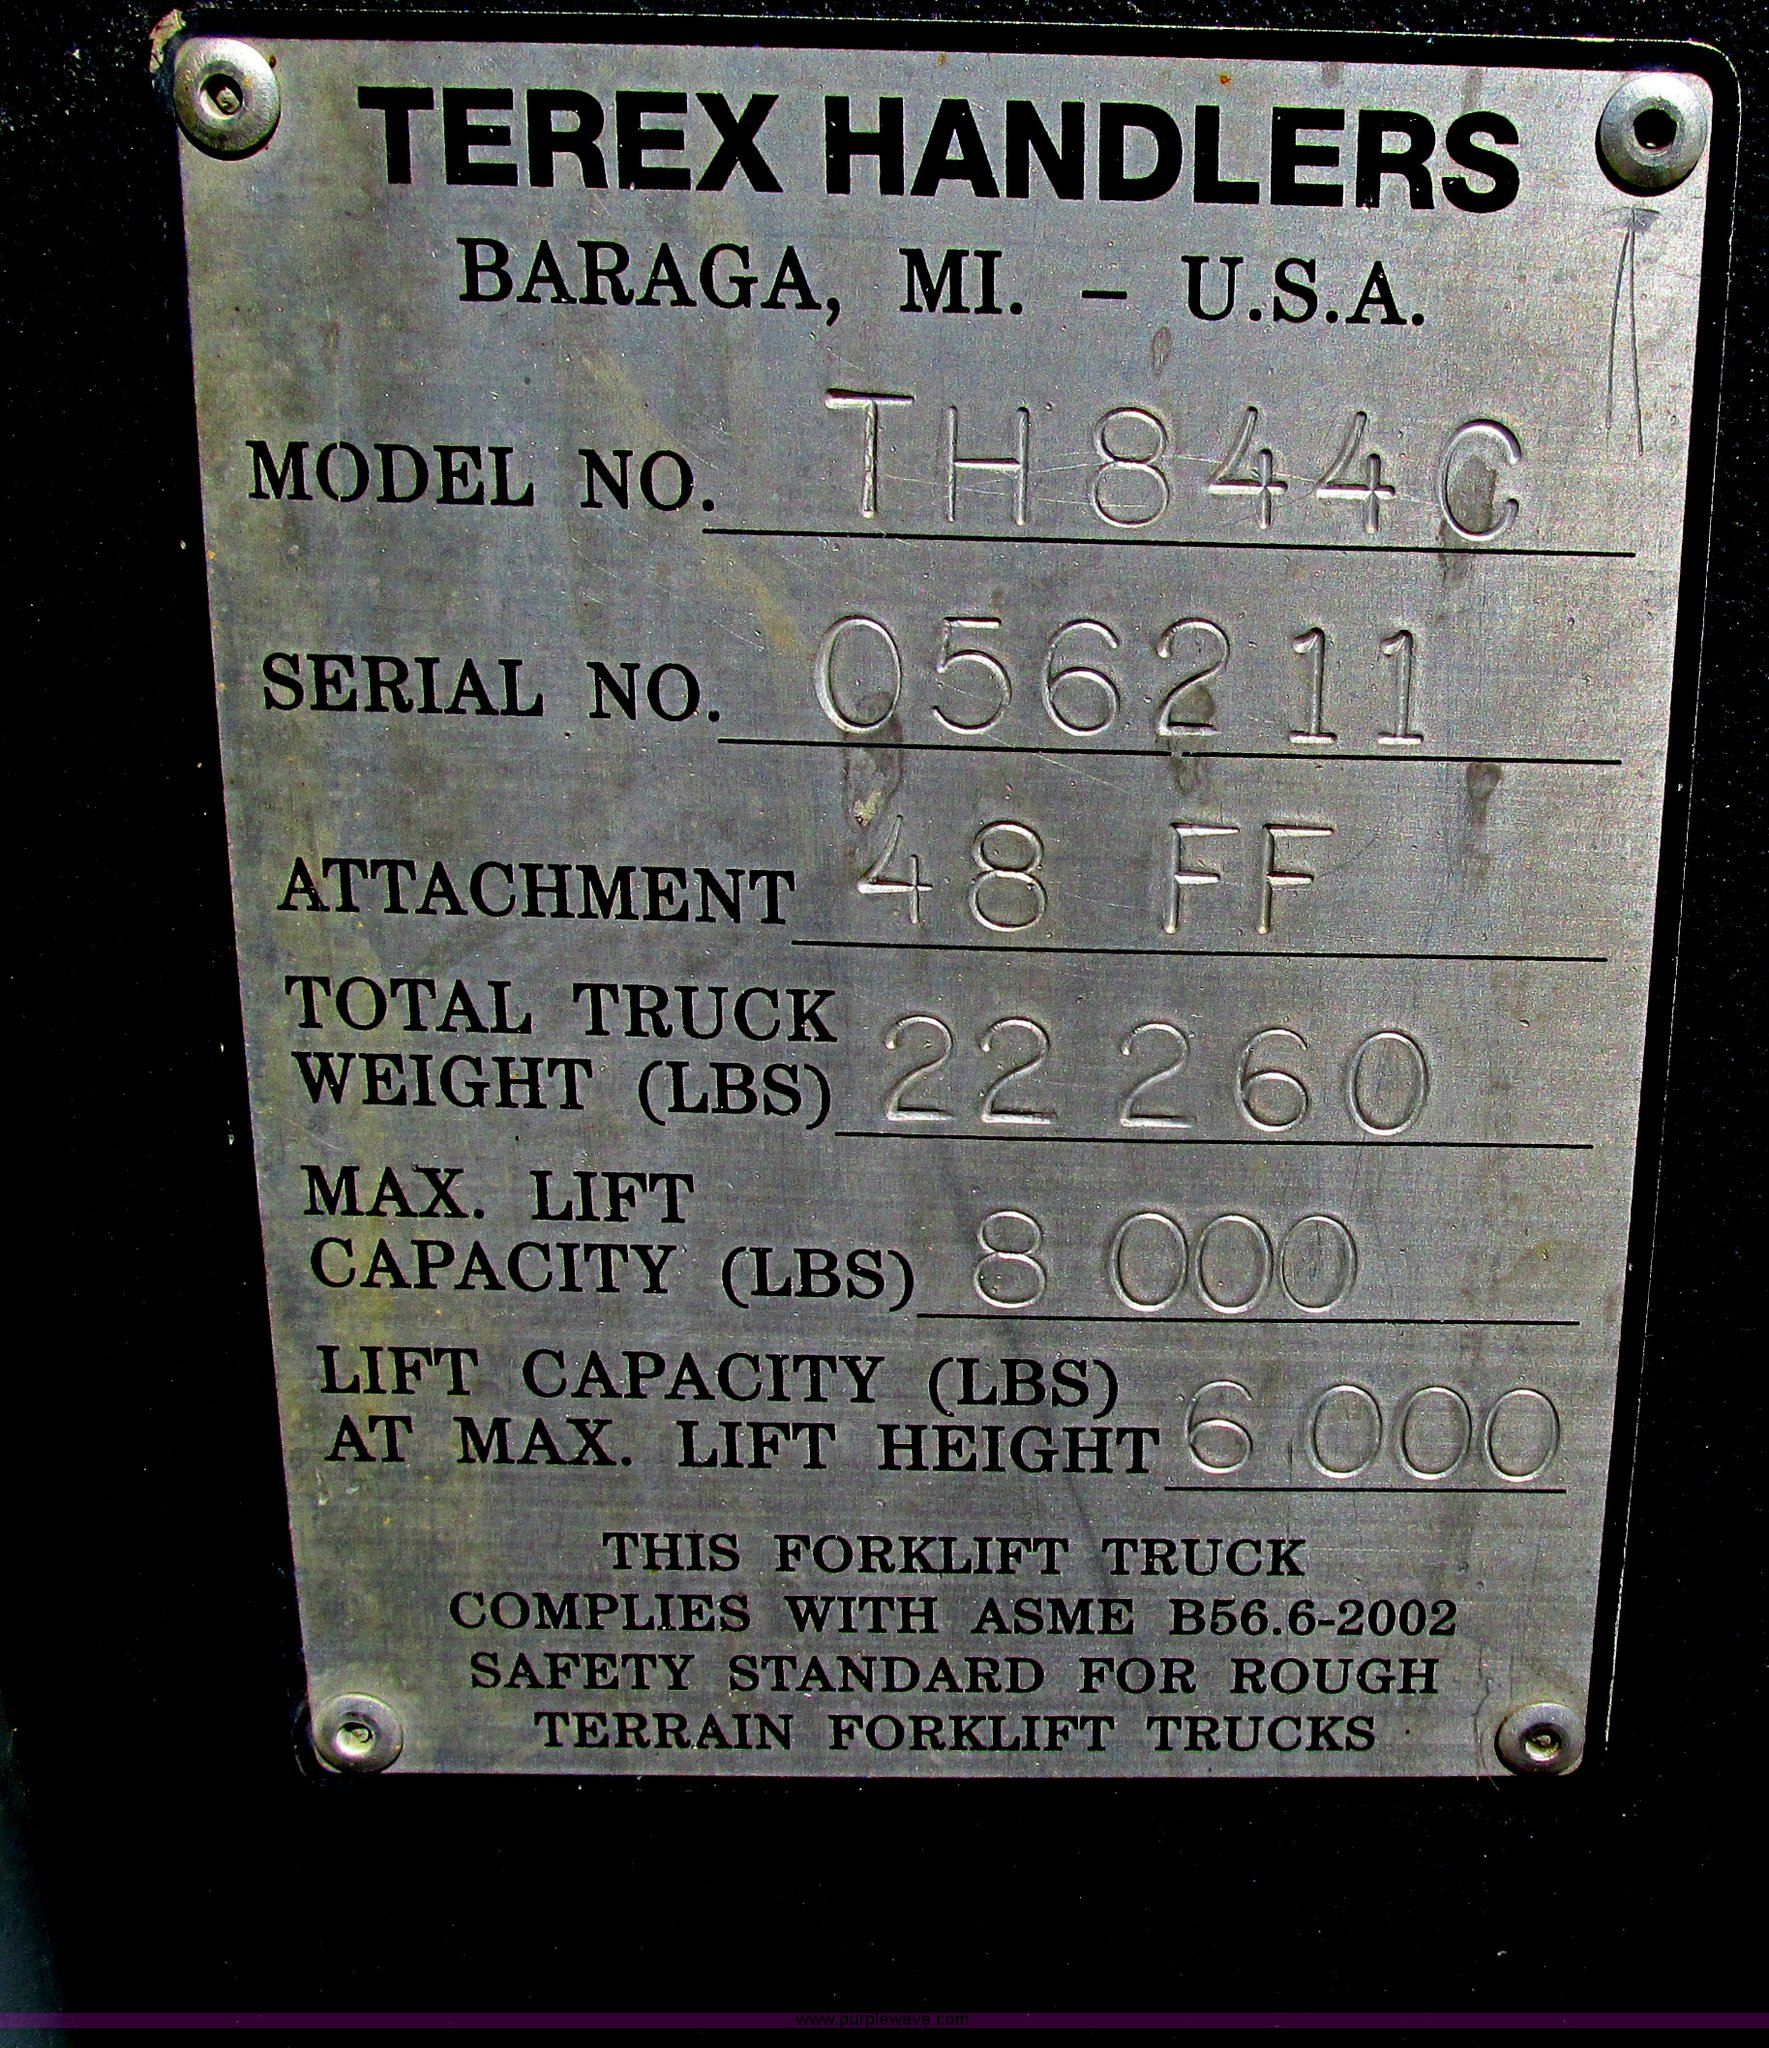 TEREX HANDLERS
BARAGA, MI. – U.S.A.
MODEL NO. TH844C
SERIAL NO. 056211
ATTACHMENT 48 FF
TOTAL TRUCK
WEIGHT (LBS) 22 260
MAX. LIFT
CAPACITY (LBS) 8 000
LIFT CAPACITY (LBS)
AT MAX. LIFT HEIGHT 6 000
THIS FORKLIFT TRUCK
COMPLIES WITH ASME B56.6-2002
SAFETY STANDARD FOR ROUGH
TERRAIN FORKLIFT TRUCKS
www.purplewave.com